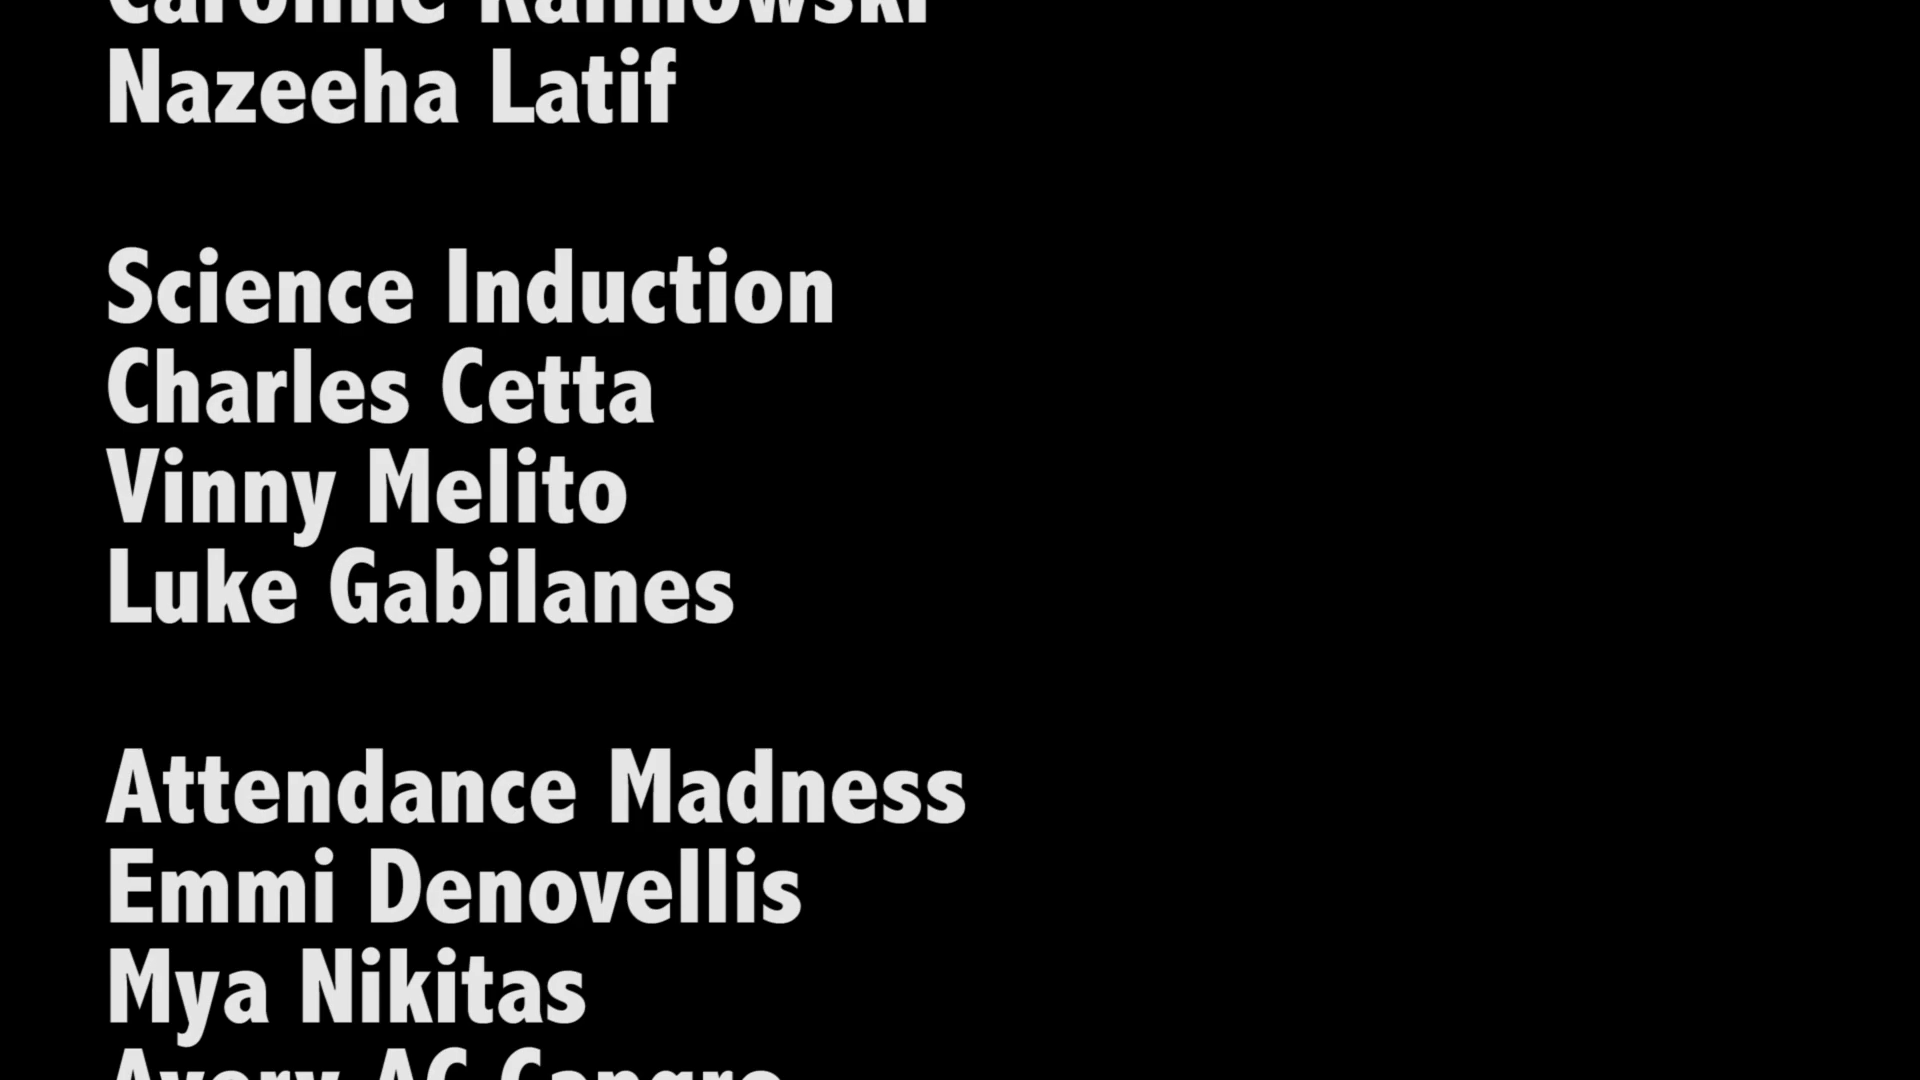 Nazeeha Latif
Science Induction
Charles Cetta
Vinny Melito
Luke Gabilanes
Attendance Madness
Emmi Denovellis
Mya Nikitas